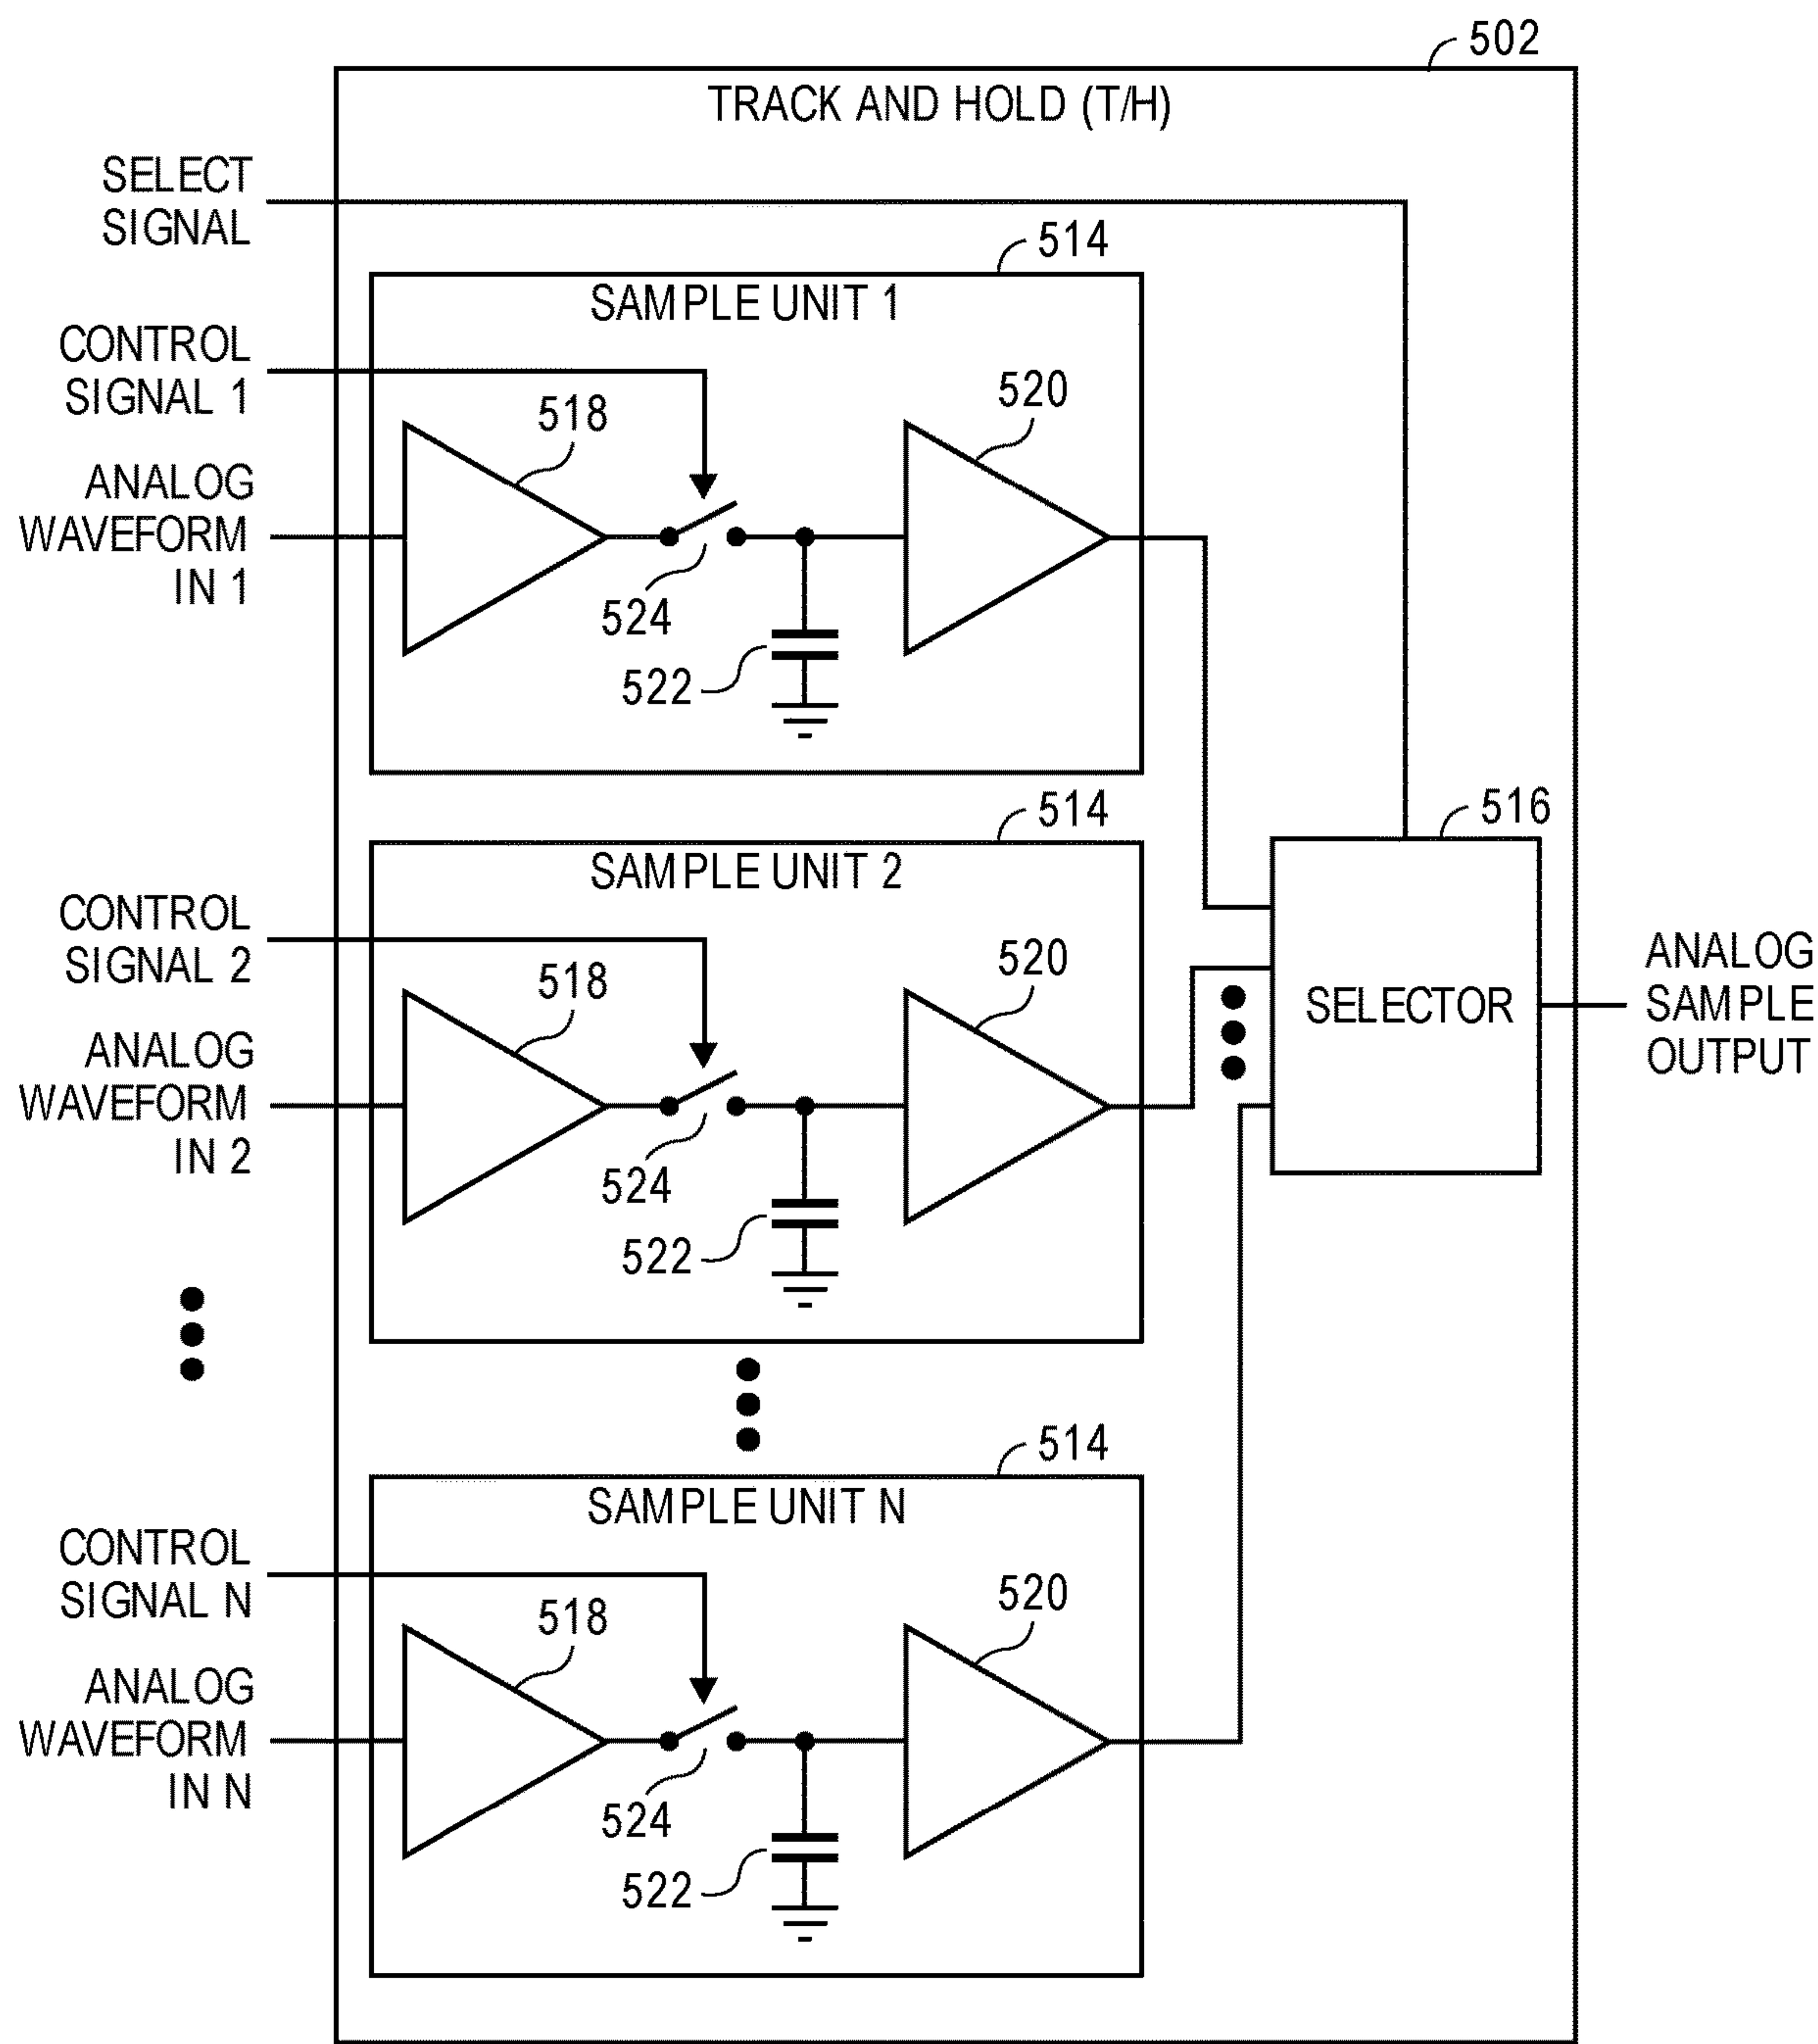 502
TRACK AND HOLD (T/H)
SELECT
SIGNAL
514
SAMPLE UNIT 1
CONTROL
SIGNAL 1
518
520
ANALOG
WAVEFORM
IN 1
524
522
514
516
SAMPLE UNIT 2
CONTROL
SIGNAL 2
518
520
ANALOG
SAMPLE
OUTPUT
SELECTOR
ANALOG
WAVEFORM
IN 2
524
522
514
SAMPLE UNIT N
CONTROL
SIGNAL N
518
520
ANALOG
WAVEFORM
IN N
524
522